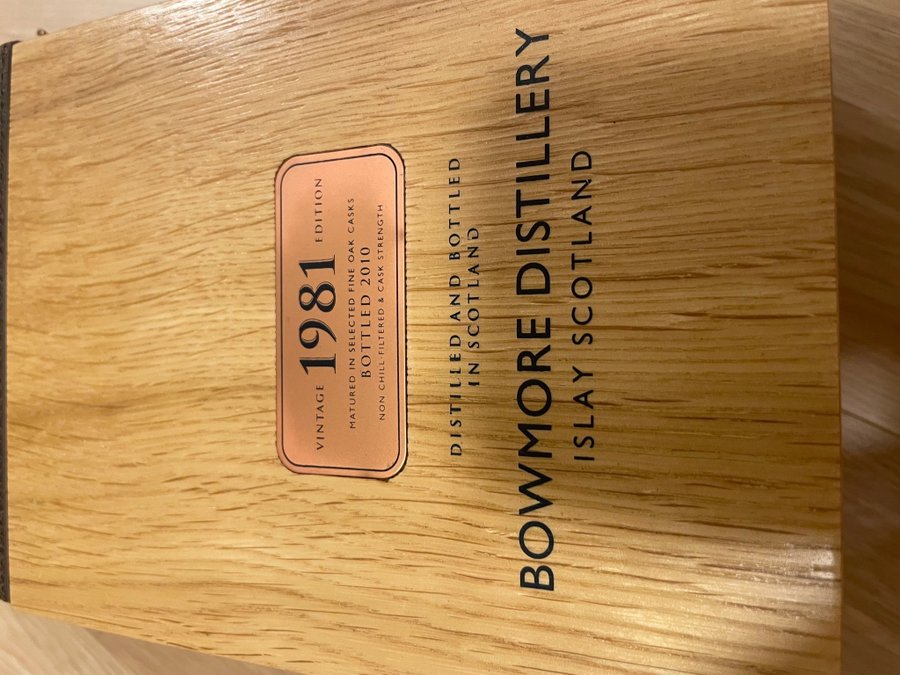 VINTAGE 1981 EDITION
MATURED IN SELECTED FINE OAK CASKS
BOTTLED 2010
NON CHILL-FILTERED & CASK STRENGTH
DISTILLED AND BOTTLED
IN SCOTLAND
BOWMORE DISTILLERY
ISLAY SCOTLAND